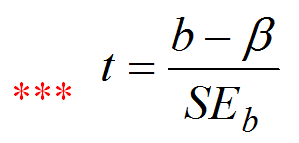 *** t = (b − β) / SE_b